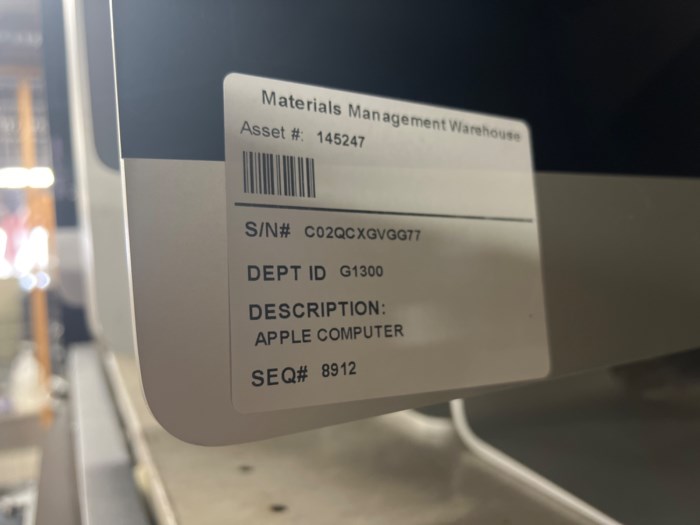 Materials Management Warehouse
Asset #: 145247
S/N# C02QCXGVGG77
DEPT ID G1300
DESCRIPTION:
APPLE COMPUTER
SEQ# 8912